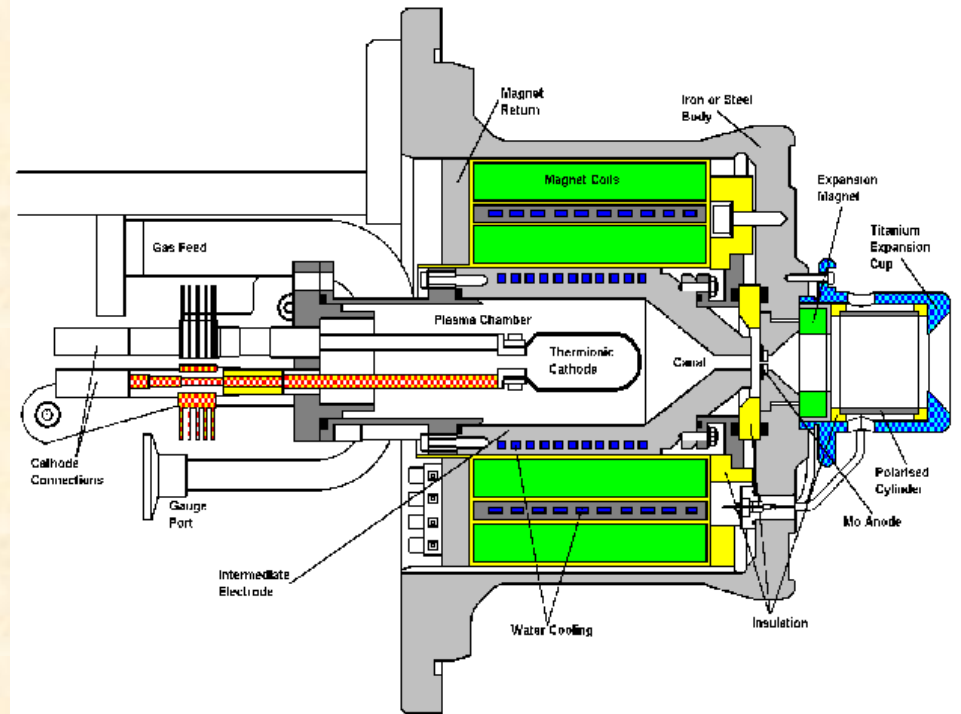 Magnet
Return
Iron or Steel
Body
Magnet Coils
Expansion
Magnet
Titanium
Expansion
Cup
Gas Feed
Plasma Chamber
Thermionic
Cathode
Canal
Cathode
Connections
Gauge
Port
Polarised
Cylinder
Mo Anode
Intermediate
Electrode
Water Cooling
Insulation